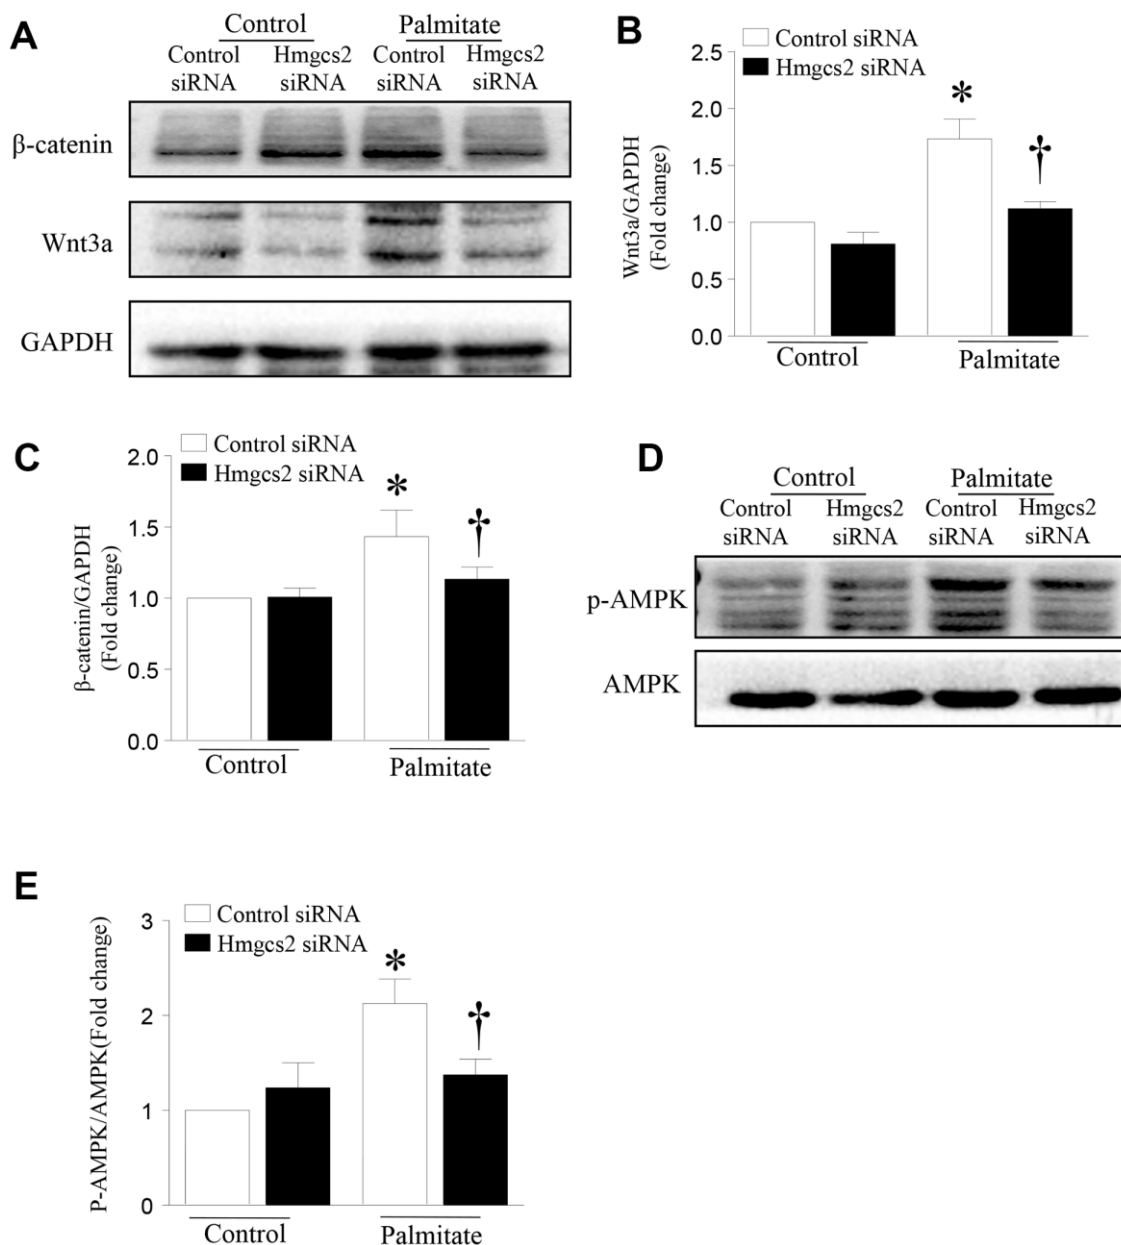 A
Control
Palmitate
Control
siRNA
Hmgcs2
siRNA
Control
siRNA
Hmgcs2
siRNA
β-catenin
Wnt3a
GAPDH
B
Control siRNA
Hmgcs2 siRNA
Wnt3a/GAPDH
(Fold change)
2.5
2.0
1.5
1.0
0.5
0.0
*
†
Control
Palmitate
C
Control siRNA
Hmgcs2 siRNA
β-catenin/GAPDH
(Fold change)
2.0
1.5
1.0
0.5
0.0
*
†
Control
Palmitate
D
Control
Palmitate
Control
siRNA
Hmgcs2
siRNA
Control
siRNA
Hmgcs2
siRNA
p-AMPK
AMPK
E
Control siRNA
Hmgcs2 siRNA
P-AMPK/AMPK(Fold change)
3
2
1
0
*
†
Control
Palmitate